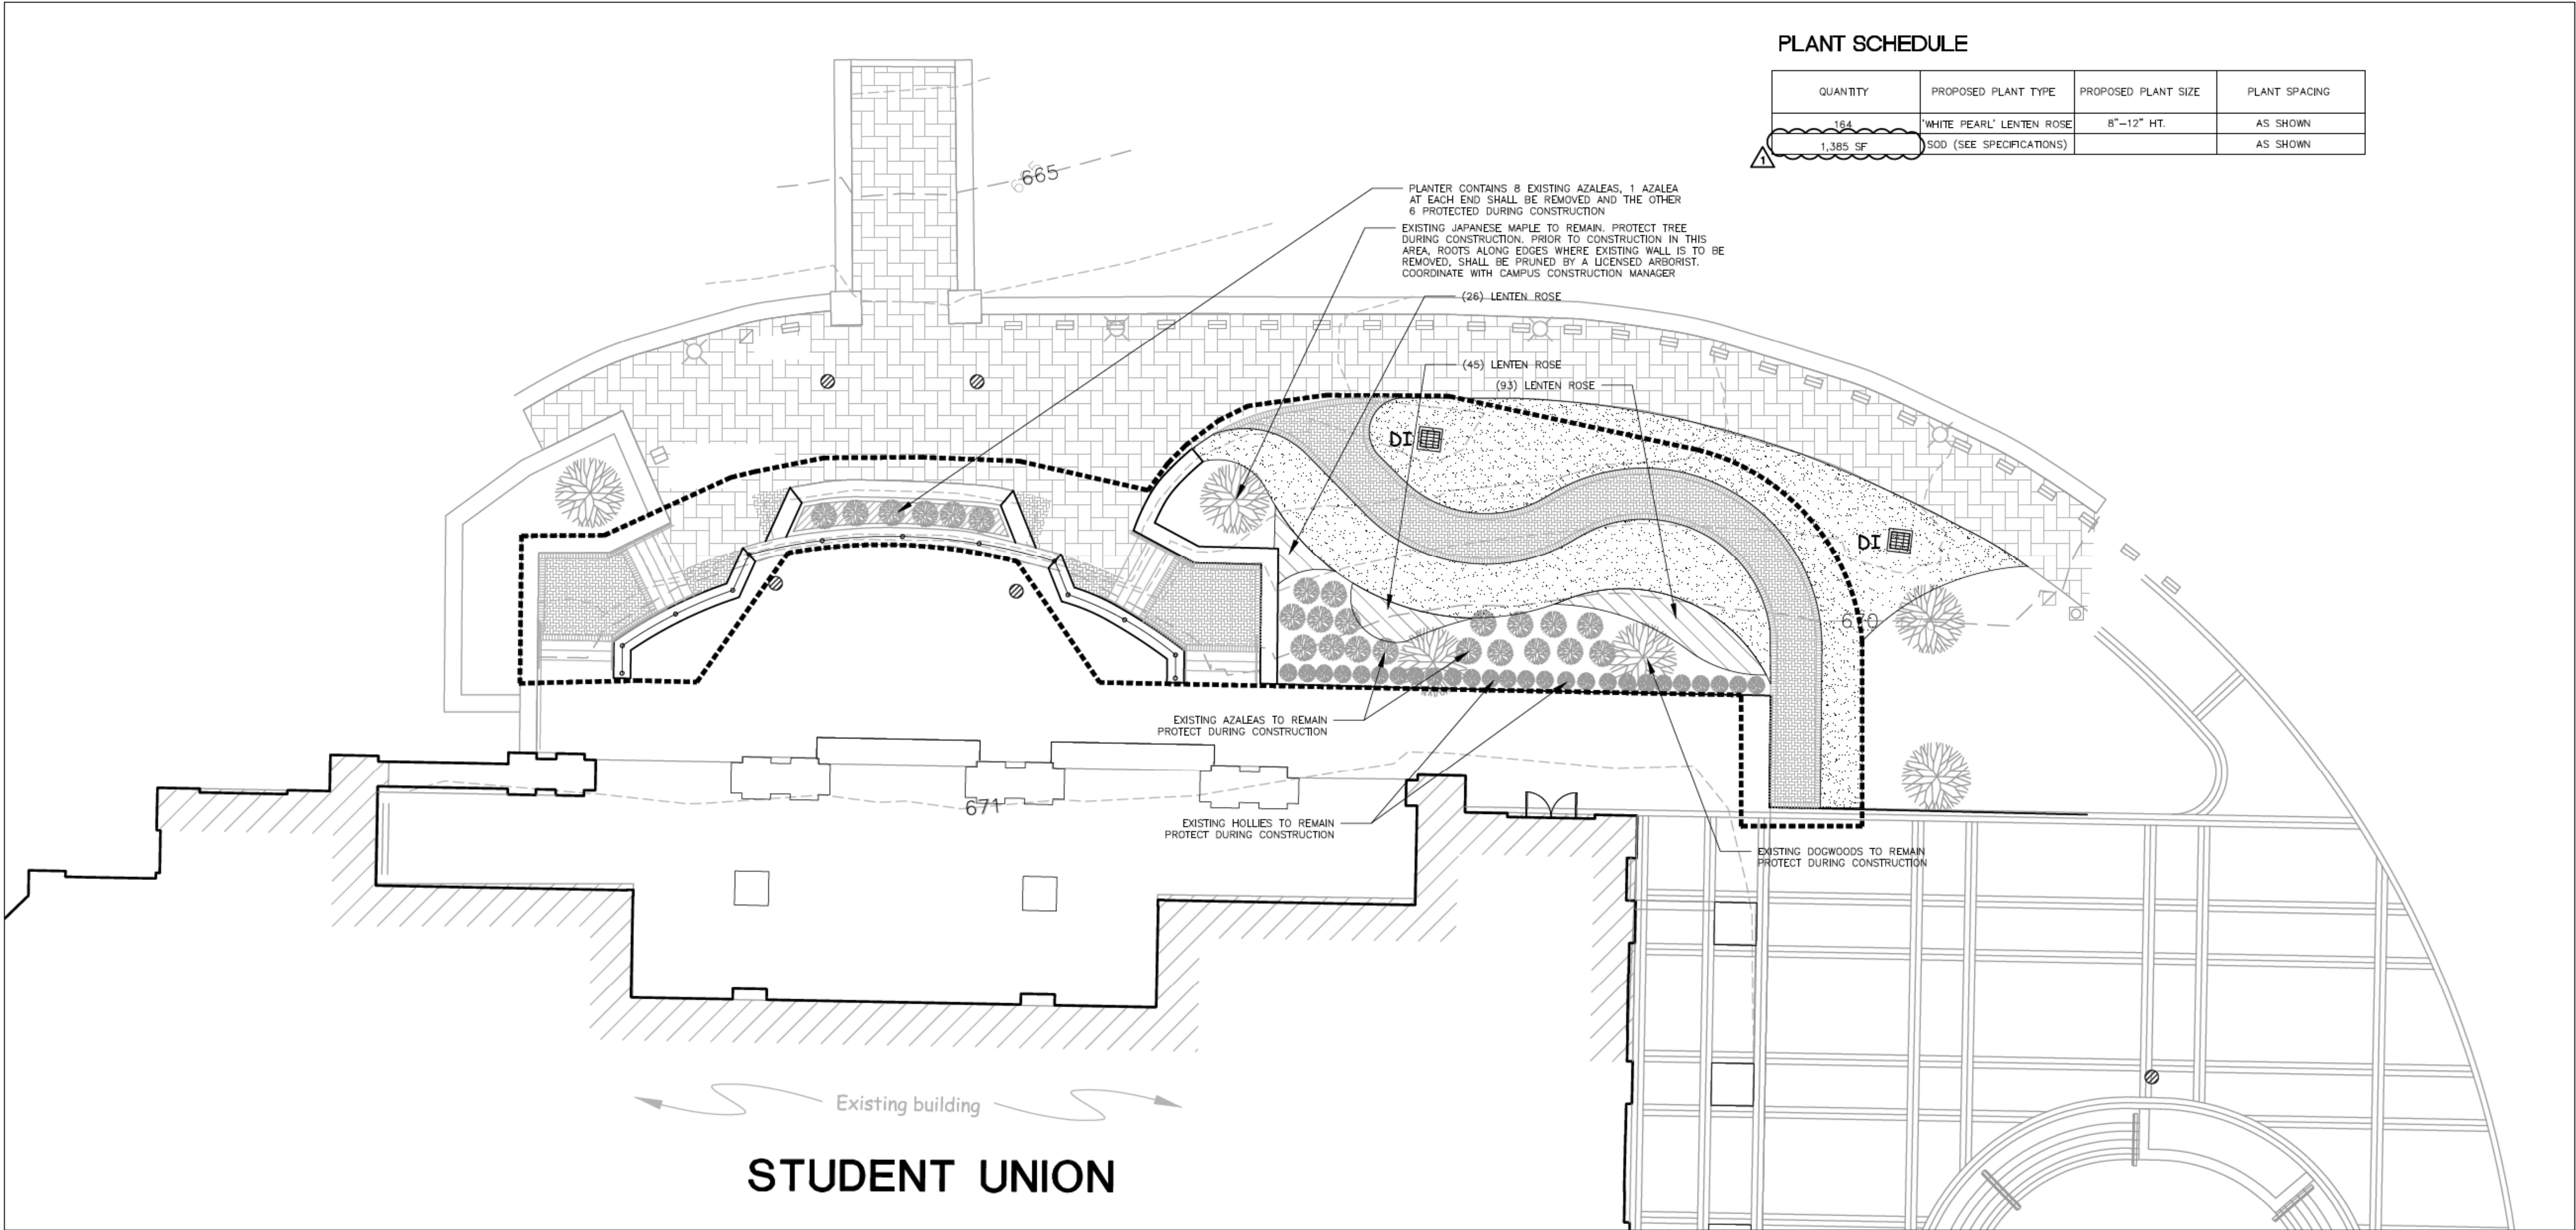 PLANT SCHEDULE
QUANTITY PROPOSED PLANT TYPE PROPOSED PLANT SIZE PLANT SPACING
164 'WHITE PEARL' LENTEN ROSE 8"-12" HT. AS SHOWN
1,385 SF SOD (SEE SPECIFICATIONS) AS SHOWN
1
665
PLANTER CONTAINS 8 EXISTING AZALEAS, 1 AZALEA
AT EACH END SHALL BE REMOVED AND THE OTHER
6 PROTECTED DURING CONSTRUCTION
EXISTING JAPANESE MAPLE TO REMAIN. PROTECT TREE
DURING CONSTRUCTION. PRIOR TO CONSTRUCTION IN THIS
AREA, ROOTS ALONG EDGES WHERE EXISTING WALL IS TO BE
REMOVED, SHALL BE PRUNED BY A LICENSED ARBORIST.
COORDINATE WITH CAMPUS CONSTRUCTION MANAGER
(26) LENTEN ROSE
(45) LENTEN ROSE
(93) LENTEN ROSE
DI
DI
670
EXISTING AZALEAS TO REMAIN
PROTECT DURING CONSTRUCTION
671
EXISTING HOLLIES TO REMAIN
PROTECT DURING CONSTRUCTION
EXISTING DOGWOODS TO REMAIN
PROTECT DURING CONSTRUCTION
Existing building
STUDENT UNION